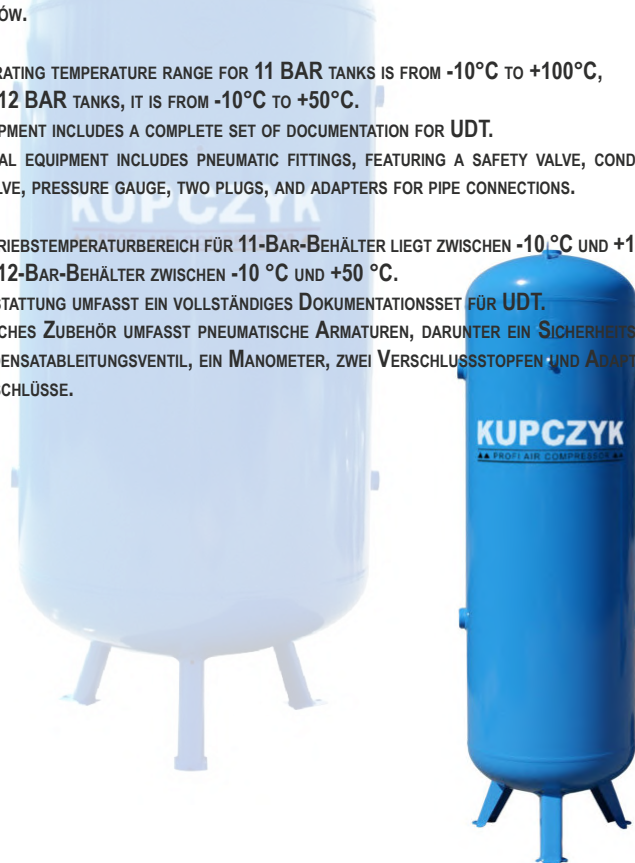 ów.
RATING TEMPERATURE RANGE FOR 11 BAR TANKS IS FROM -10°C TO +100°C,
12 BAR TANKS, IT IS FROM -10°C TO +50°C.
PMENT INCLUDES A COMPLETE SET OF DOCUMENTATION FOR UDT.
AL EQUIPMENT INCLUDES PNEUMATIC FITTINGS, FEATURING A SAFETY VALVE, COND
LVE, PRESSURE GAUGE, TWO PLUGS, AND ADAPTERS FOR PIPE CONNECTIONS.
KUPCZYK
RIEBSTEMPERATURBEREICH FÜR 11-BAR-BEHÄLTER LIEGT ZWISCHEN -10 °C UND +1
12-BAR-BEHÄLTER ZWISCHEN -10 °C UND +50 °C.
STATTUNG UMFASST EIN VOLLSTÄNDIGES DOKUMENTATIONSSET FÜR UDT.
CHES ZUBEHÖR UMFASST PNEUMATISCHE ARMATUREN, DARUNTER EIN SICHERHEITS
DENSATABLEITUNGSVENTIL, EIN MANOMETER, ZWEI VERSCHLUSSSTOPFEN UND ADAPT
SCHLÜSSE.
KUPCZYK
PROFI AIR COMPRESSOR